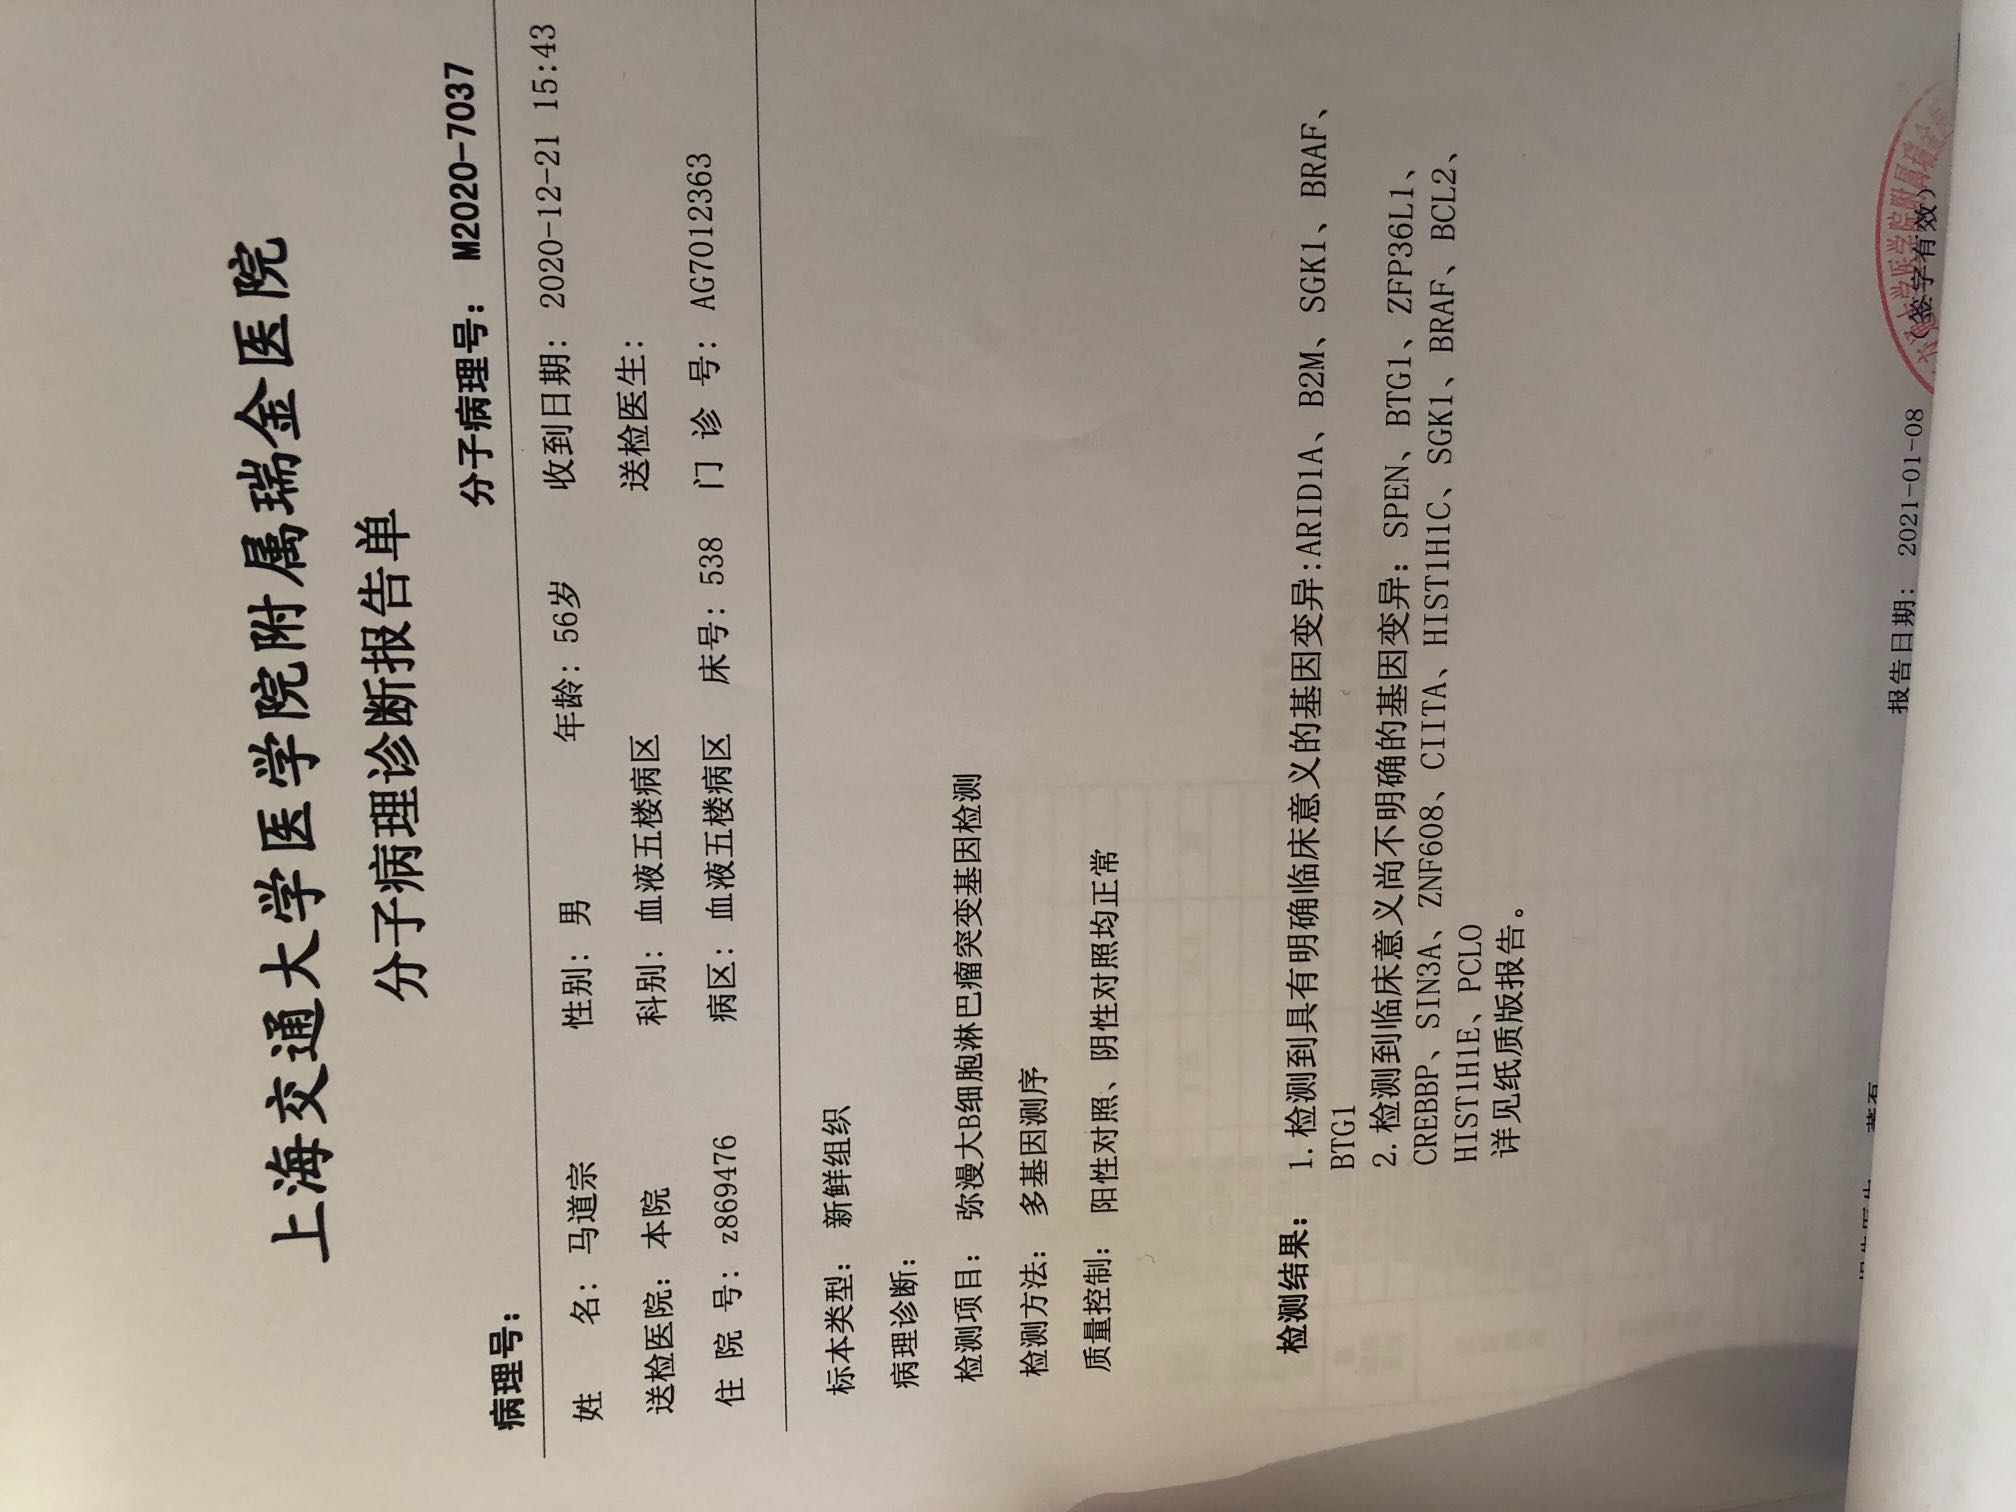 上海交通大学医学院附属瑞金医院
分子病理诊断报告单
病理号： 分子病理号： M2020-7037
姓 名：马道宗 性别：男 年龄：56岁 收到日期：2020-12-21 15:43
送检医院：本院 科别：血液五楼病区 送检医生：
住 院 号：z869476 病区：血液五楼病区 床号：538 门 诊 号：AG7012363
标本类型： 新鲜组织
病理诊断：
检测项目： 弥漫大B细胞淋巴瘤突变基因检测
检测方法： 多基因测序
质量控制： 阳性对照、阴性对照均正常
检测结果： 1.检测到具有明确临床意义的基因变异:ARID1A、B2M、SGK1、BRAF、
BTG1
2.检测到临床意义尚不明确的基因变异：SPEN、BTG1、ZFP36L1、
CREBBP、SIN3A、ZNF608、CIITA、HIST1H1C、SGK1、BRAF、BCL2、
HIST1H1E、PCLO
详见纸质版报告。
报告日期： 2021-01-08 （签字有效）
大学医学院附属瑞金医